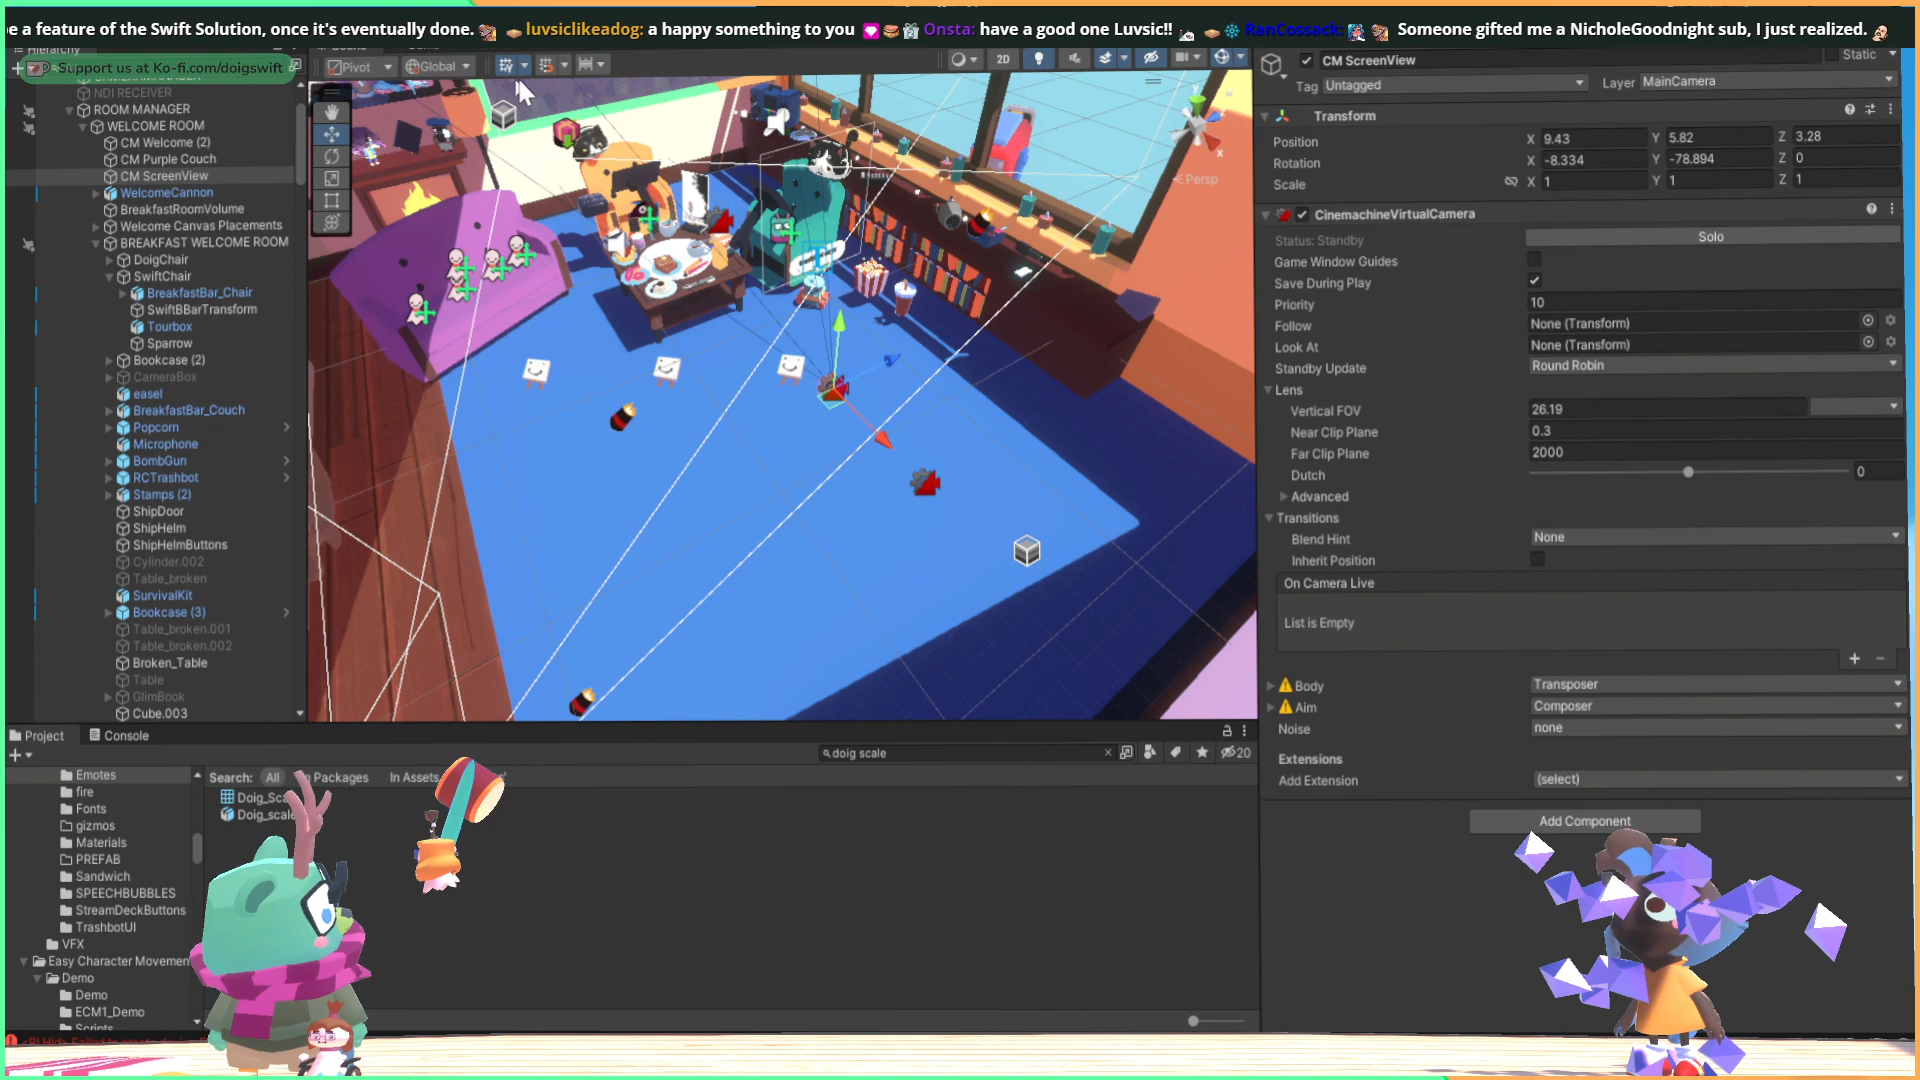 e a feature of the Swift Solution, once it's eventually done. luvsiclikeadog: a happy something to you Onsta: have a good one Luvsic!! RanCossack: Someone gifted me a NicholeGoodnight sub, I just realized.
Hierarchy
Support us at Ko-fi.com/doigswift
NDI RECEIVER
ROOM MANAGER
WELCOME ROOM
CM Welcome (2)
CM Purple Couch
CM ScreenView
WelcomeCannon
BreakfastRoomVolume
Welcome Canvas Placements
BREAKFAST WELCOME ROOM
DoigChair
SwiftChair
BreakfastBar_Chair
SwiftBBarTransform
Tourbox
Sparrow
Bookcase (2)
CameraBox
easel
BreakfastBar_Couch
Popcorn
Microphone
BombGun
RCTrashbot
Stamps (2)
ShipDoor
ShipHelm
ShipHelmButtons
Cylinder.002
Table_broken
SurvivalKit
Bookcase (3)
Table_broken.001
Table_broken.002
Broken_Table
Table
GlimBook
Cube.003
Pivot
Global
2D
Persp
CM ScreenView
Static
Tag Untagged
Layer MainCamera
Transform
Position X 9.43 Y 5.82 Z 3.28
Rotation X -8.334 Y -78.894 Z 0
Scale X 1 Y 1 Z 1
CinemachineVirtualCamera
Status: Standby Solo
Game Window Guides
Save During Play
Priority 10
Follow None (Transform)
Look At None (Transform)
Standby Update Round Robin
Lens
Vertical FOV 26.19
Near Clip Plane 0.3
Far Clip Plane 2000
Dutch 0
Advanced
Transitions
Blend Hint None
Inherit Position
On Camera Live
List is Empty
+ -
Body Transposer
Aim Composer
Noise none
Extensions
Add Extension (select)
Add Component
Project Console
doig scale
20
Search: All Packages In Assets
Doig_Sc
Doig_scale
Emotes
fire
Fonts
gizmos
Materials
PREFAB
Sandwich
SPEECHBUBBLES
StreamDeckButtons
TrashbotUI
VFX
Easy Character Movemen
Demo
Demo
ECM1_Demo
Scripts